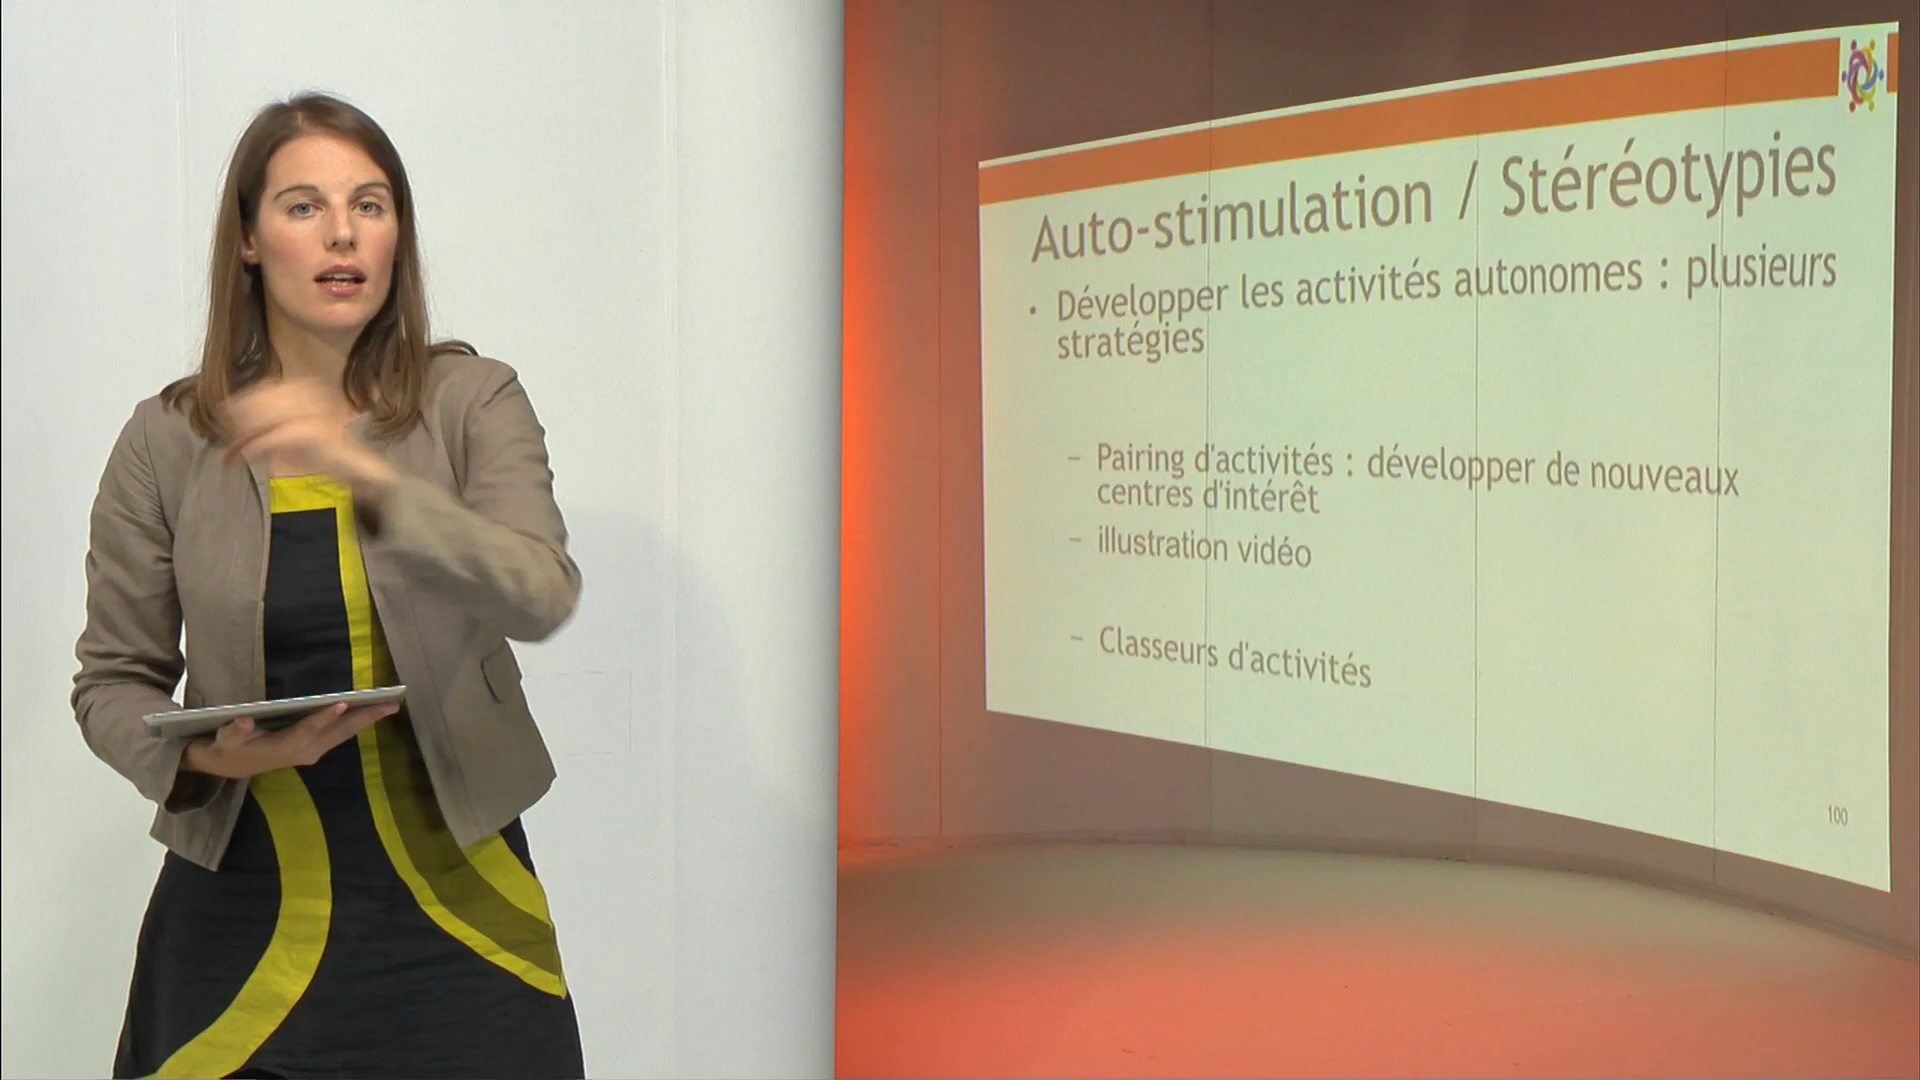 Auto-stimulation / Stéréotypies
• Développer les activités autonomes : plusieurs
stratégies
– Pairing d'activités : développer de nouveaux
centres d'intérêt
– illustration vidéo
– Classeurs d'activités
100